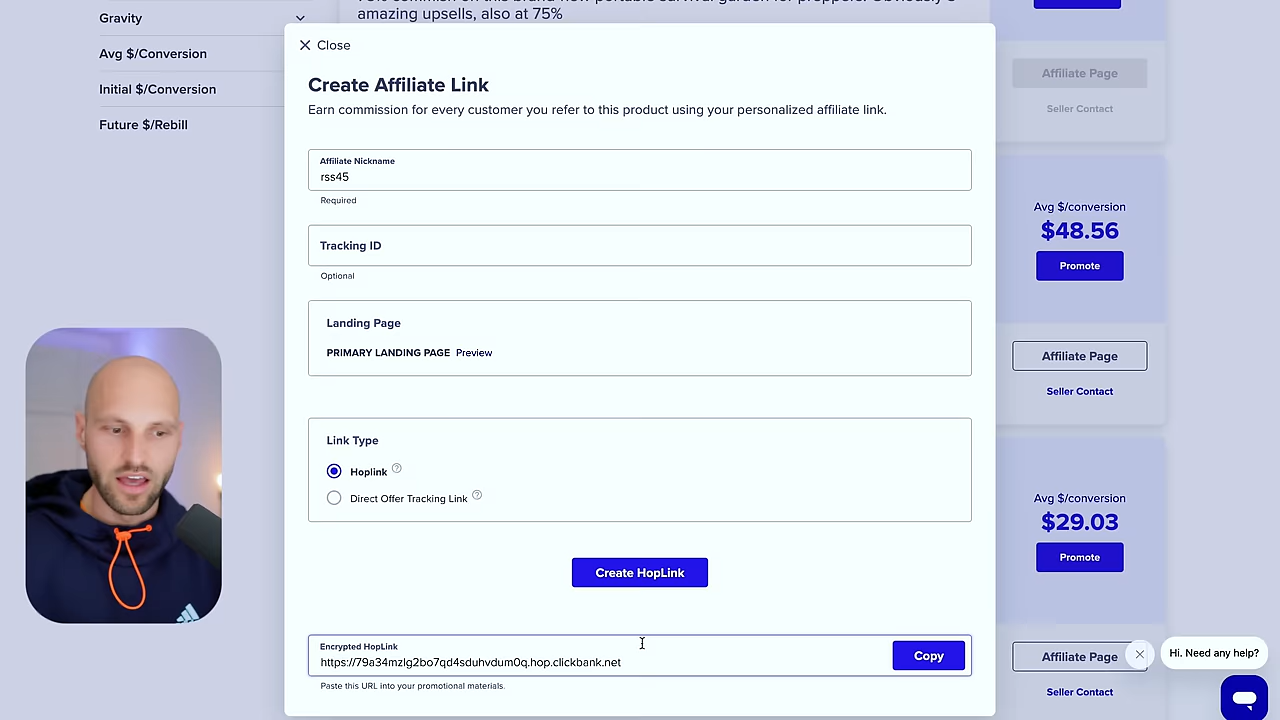 Gravity
Avg $/Conversion
Initial $/Conversion
Future $/Rebill
amazing upsells, also at 75%
Close
Create Affiliate Link
Earn commission for every customer you refer to this product using your personalized affiliate link.
Affiliate Nickname
rss45
Required
Tracking ID
Optional
Landing Page
PRIMARY LANDING PAGE Preview
Link Type
Hoplink
Direct Offer Tracking Link
Create HopLink
Encrypted HopLink
https://79a34mzlg2bo7qd4sduhvdum0q.hop.clickbank.net
Copy
Paste this URL into your promotional materials.
Affiliate Page
Seller Contact
Avg $/conversion
$48.56
Promote
Affiliate Page
Seller Contact
Avg $/conversion
$29.03
Promote
Affiliate Page
Seller Contact
Hi. Need any help?